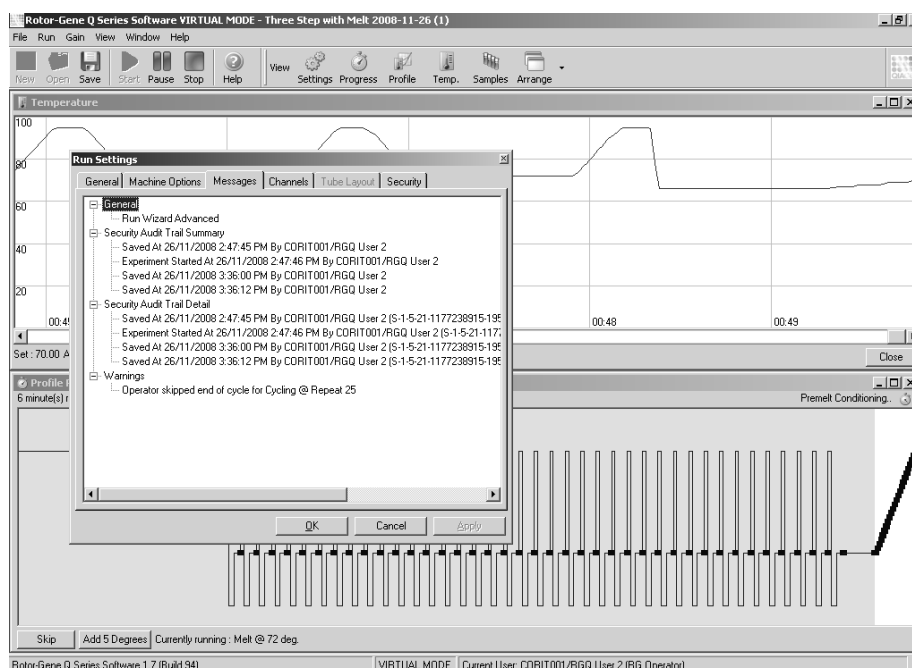 Rotor-Gene Q Series Software VIRTUAL MODE - Three Step with Melt 2008-11-26 (1)
File Run Gain View Window Help
New Open Save Start Pause Stop Help View Settings Progress Profile Temp. Samples Arrange
Temperature
100
80
60
40
20
00:48
00:49
Run Settings
General Machine Options Messages Channels Tube Layout Security
General
Run Wizard Advanced
Security Audit Trail Summary
Saved At 26/11/2008 2:47:45 PM By CORIT001/RGQ User 2
Experiment Started At 26/11/2008 2:47:46 PM By CORIT001/RGQ User 2
Saved At 26/11/2008 3:36:00 PM By CORIT001/RGQ User 2
Saved At 26/11/2008 3:36:12 PM By CORIT001/RGQ User 2
Security Audit Trail Detail
Saved At 26/11/2008 2:47:45 PM By CORIT001/RGQ User 2 (S-1-5-21-1177238915-195
Experiment Started At 26/11/2008 2:47:46 PM By CORIT001/RGQ User 2 (S-1-5-21-117
Saved At 26/11/2008 3:36:00 PM By CORIT001/RGQ User 2 (S-1-5-21-1177238915-195
Saved At 26/11/2008 3:36:12 PM By CORIT001/RGQ User 2 (S-1-5-21-1177238915-195
Warnings
Operator skipped end of cycle for Cycling @ Repeat 25
OK Cancel Apply
Set : 70.00 Close
Profile
6 minute(s) Premelt Conditioning..
Skip Add 5 Degrees Currently running : Melt @ 72 deg.
Rotor-Gene Q Series Software 1.7 (Build 94) VIRTUAL MODE Current User: CORIT001/RGQ User 2 (RG Operator)